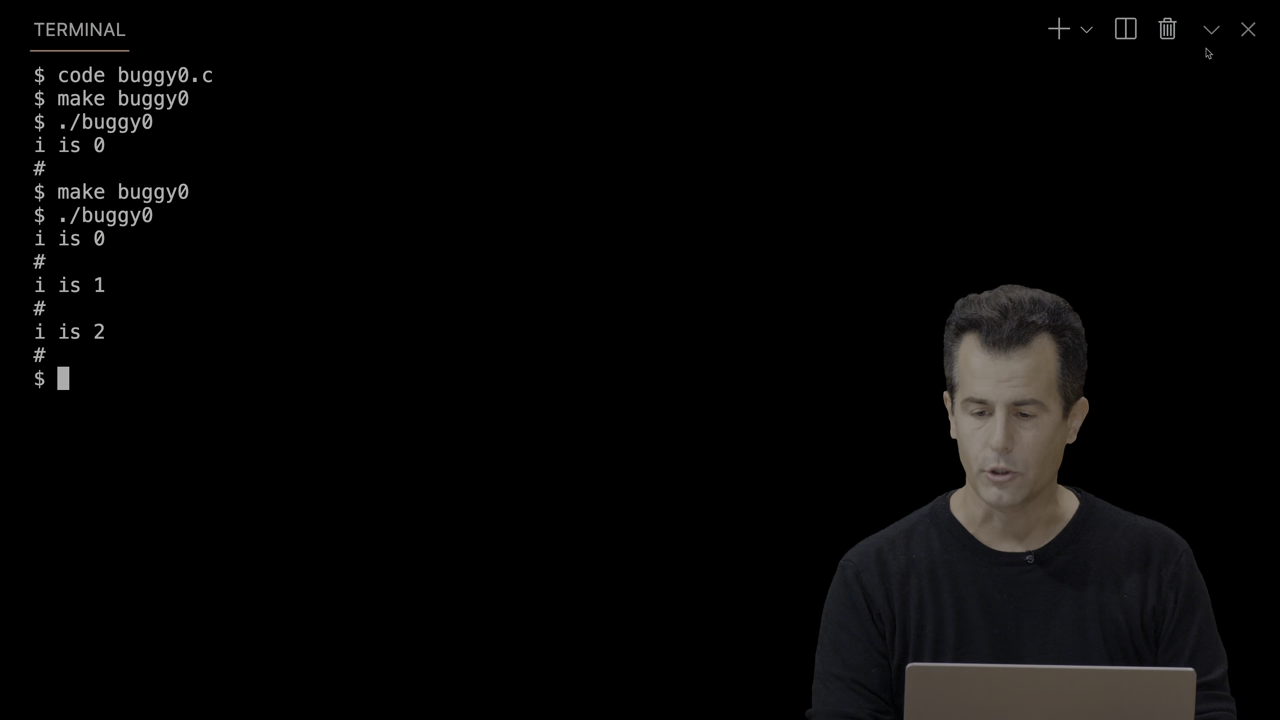 TERMINAL
$ code buggy0.c
$ make buggy0
$ ./buggy0
i is 0
#
$ make buggy0
$ ./buggy0
i is 0
#
i is 1
#
i is 2
#
$